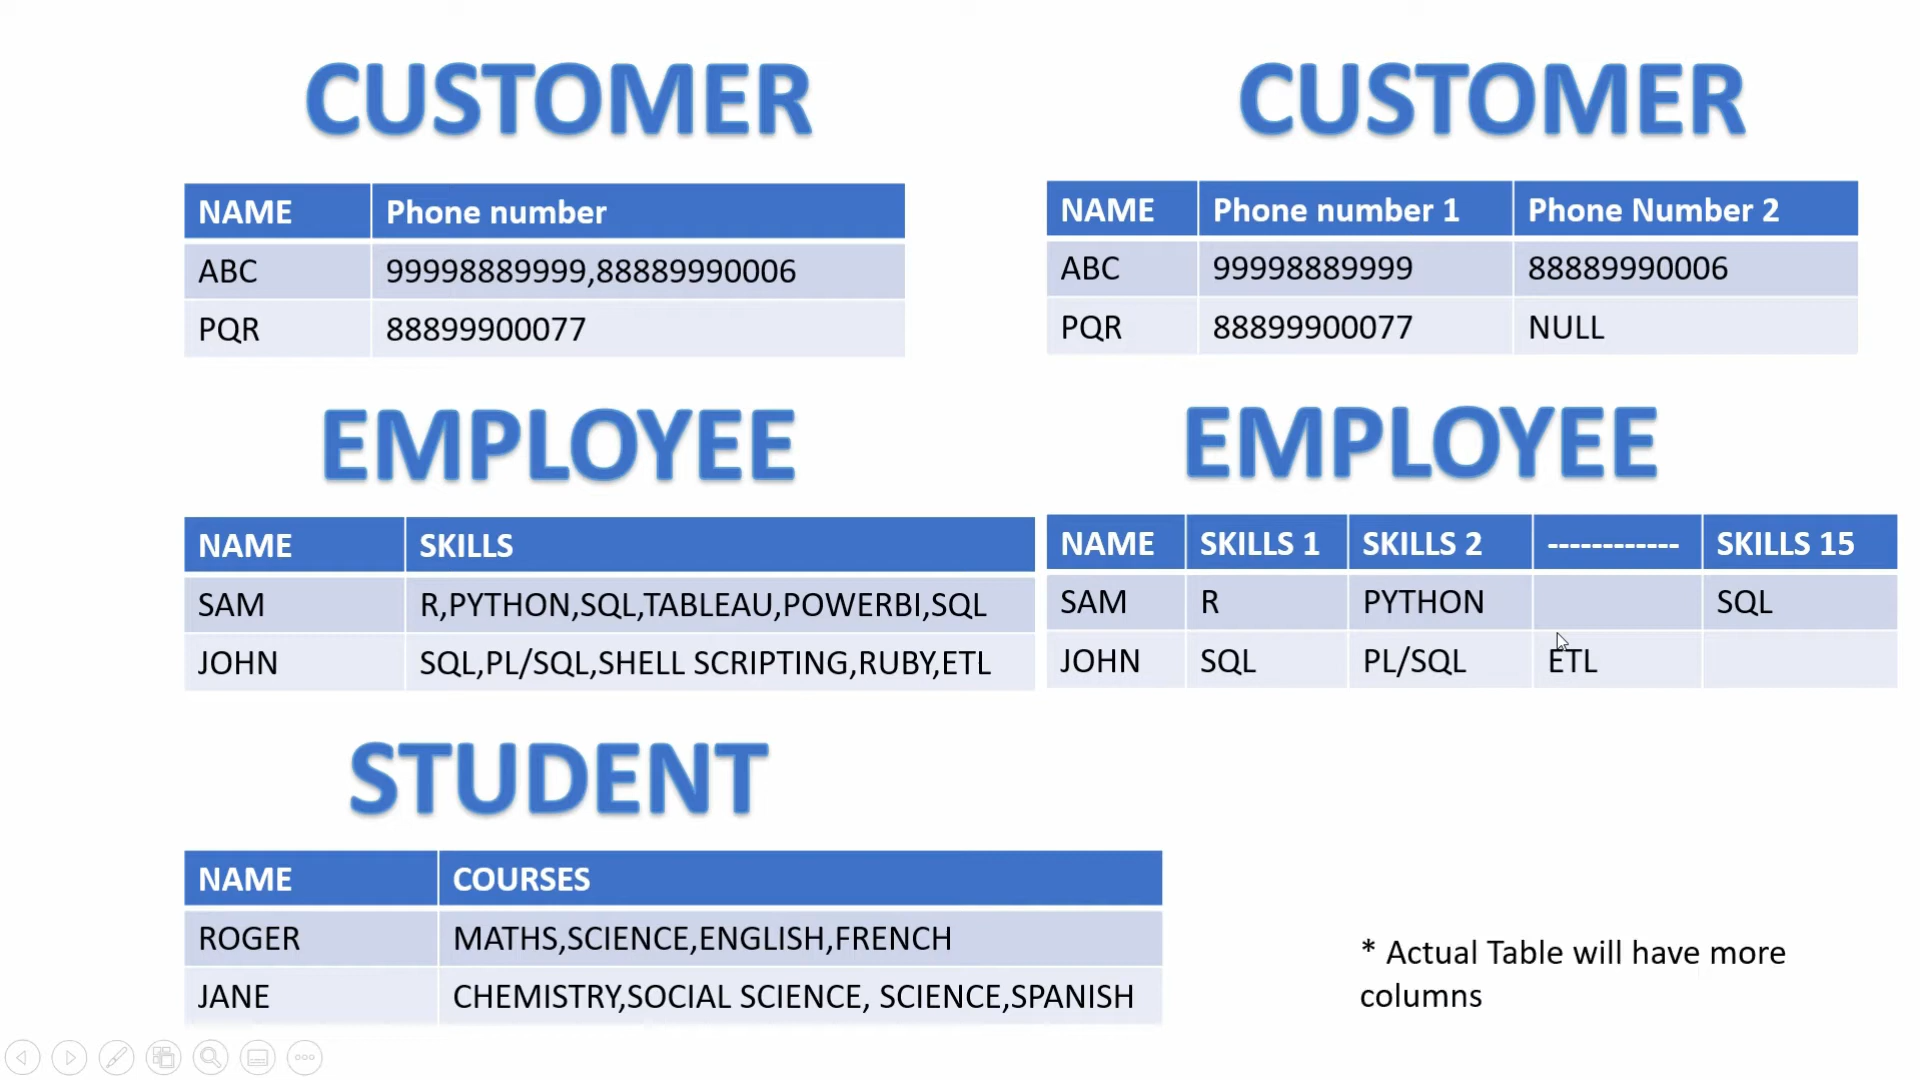 CUSTOMER
NAME Phone number
ABC 99998889999,88889990006
PQR 88899900077
CUSTOMER
NAME Phone number 1 Phone Number 2
ABC 99998889999 88889990006
PQR 88899900077 NULL
EMPLOYEE
NAME SKILLS
SAM R,PYTHON,SQL,TABLEAU,POWERBI,SQL
JOHN SQL,PL/SQL,SHELL SCRIPTING,RUBY,ETL
EMPLOYEE
NAME SKILLS 1 SKILLS 2 ------------ SKILLS 15
SAM R PYTHON SQL
JOHN SQL PL/SQL ETL
STUDENT
NAME COURSES
ROGER MATHS,SCIENCE,ENGLISH,FRENCH
JANE CHEMISTRY,SOCIAL SCIENCE, SCIENCE,SPANISH
* Actual Table will have more
columns